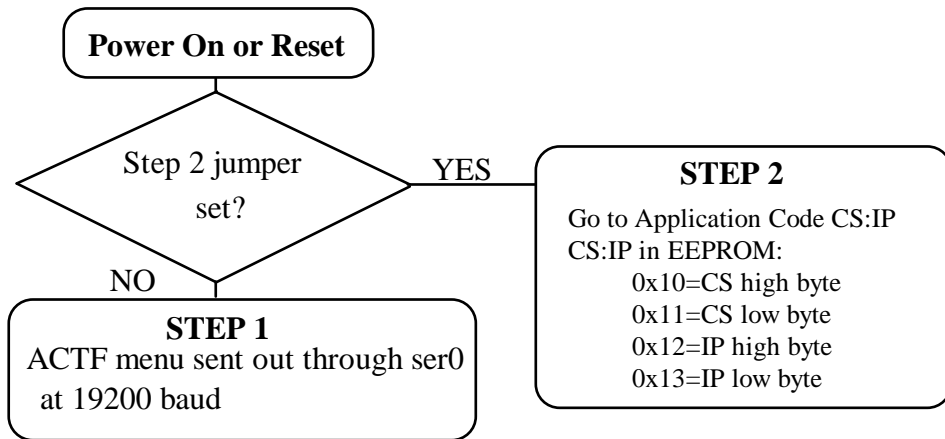 Power On or Reset
Step 2 jumper
set?
YES
NO
STEP 2
Go to Application Code CS:IP
CS:IP in EEPROM:
0x10=CS high byte
0x11=CS low byte
0x12=IP high byte
0x13=IP low byte
STEP 1
ACTF menu sent out through ser0
at 19200 baud